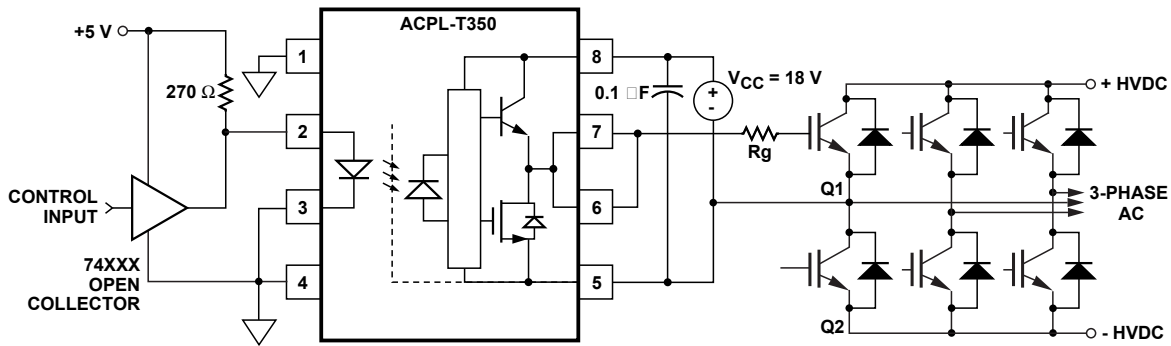 ACPL-T350
+5 V
270 Ω
1
2
3
4
8
7
6
5
CONTROL
INPUT
74XXX
OPEN
COLLECTOR
0.1 □F
VCC = 18 V
+
-
Rg
Q1
Q2
+ HVDC
3-PHASE
AC
- HVDC